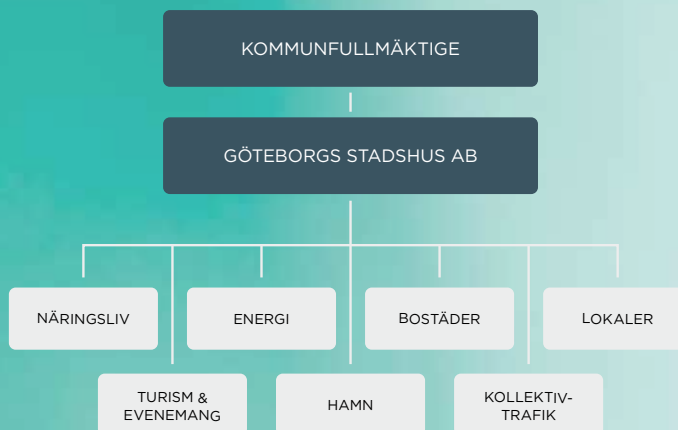 KOMMUNFULLMÄKTIGE
GÖTEBORGS STADSHUS AB
NÄRINGSLIV
ENERGI
BOSTÄDER
LOKALER
TURISM &
EVENEMANG
HAMN
KOLLEKTIV-
TRAFIK